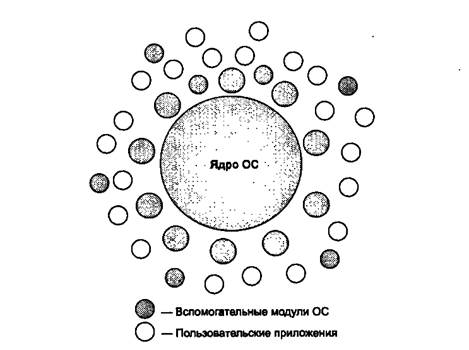 Ядро ОС
— Вспомогательные модули ОС
— Пользовательские приложения